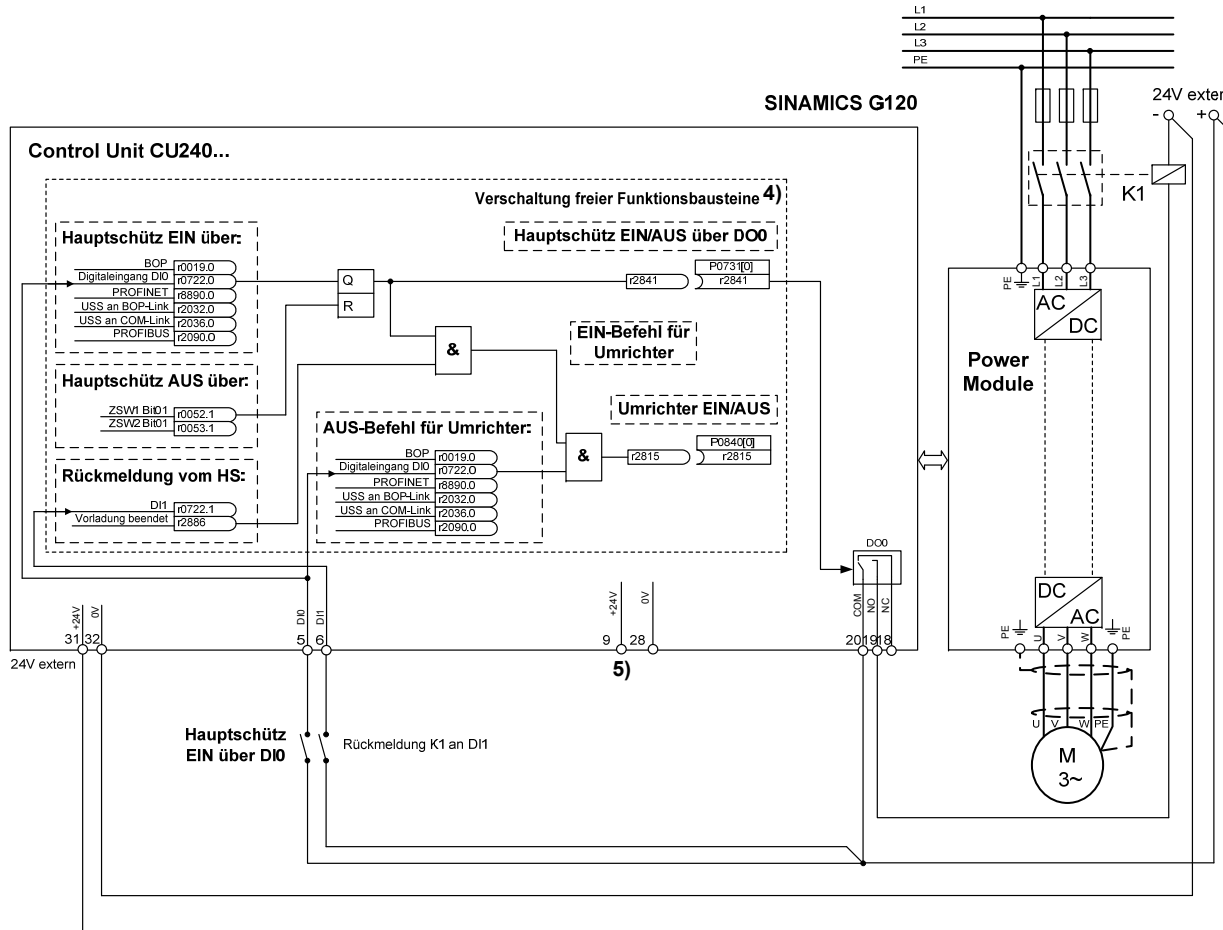 L1
L2
L3
PE
SINAMICS G120
24V exter
-
+
Control Unit CU240...
K1
Verschaltung freier Funktionsbausteine 4)
Hauptschütz EIN über:
BOP r0019.0
Digitaleingang DI0 r0722.0
PROFINET r8890.0
USS an BOP-Link r2032.0
USS an COM-Link r2036.0
PROFIBUS r2090.0
Q
R
Hauptschütz EIN/AUS über DO0
r2841
P0731[0]
r2841
PE
L1
L2
L3
AC
DC
EIN-Befehl für
Umrichter
&
Power
Module
Hauptschütz AUS über:
ZSW1 Bit01 r0052.1
ZSW2 Bit01 r0053.1
Umrichter EIN/AUS
AUS-Befehl für Umrichter:
BOP r0019.0
Digitaleingang DI0 r0722.0
PROFINET r8890.0
USS an BOP-Link r2032.0
USS an COM-Link r2036.0
PROFIBUS r2090.0
&
r2815
P0840[0]
r2815
Rückmeldung vom HS:
DI1 r0722.1
Vorladung beendet r2886
DO0
COM
NO
NC
DC
AC
+24V
0V
DI0
DI1
+24V
0V
PE
U
V
W
PE
31 32
5 6
9 28
20 19 18
24V extern
5)
U V W PE
M
3~
Hauptschütz
EIN über DI0
Rückmeldung K1 an DI1